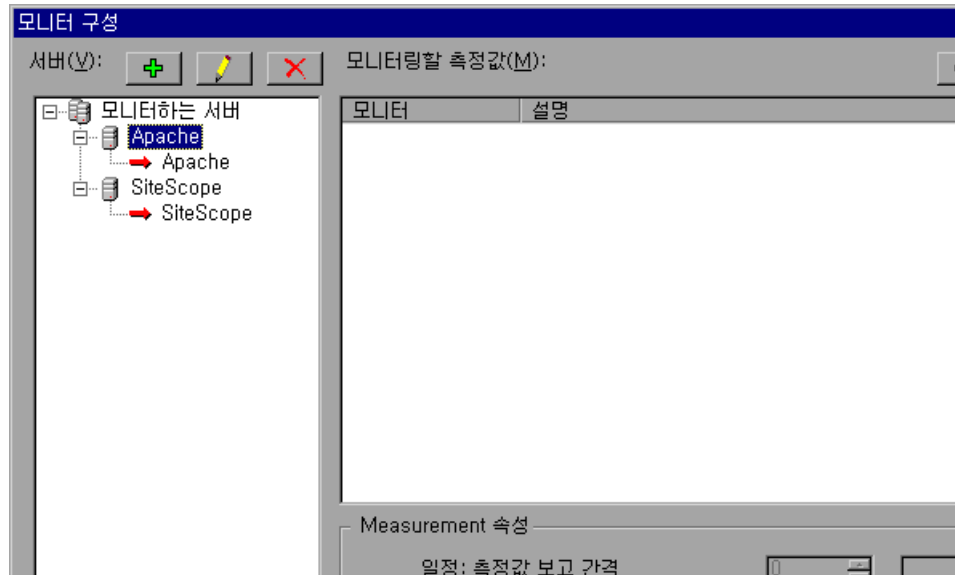 모니터 구성
서버(V):
모니터링할 측정값(M):
모니터하는 서버
Apache
Apache
SiteScope
SiteScope
모니터 설명
Measurement 속성
일정: 측정값 보고 간격 0